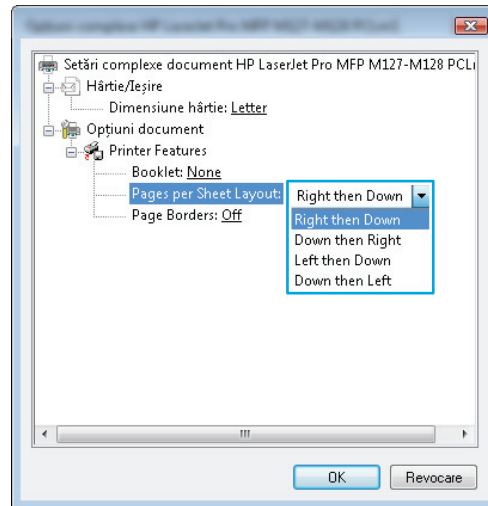 Setări complexe document HP LaserJet Pro MFP M127-M128 PCL
Hârtie/Ieşire
Dimensiune hârtie: Letter
Opţiuni document
Printer Features
Booklet: None
Pages per Sheet Layout: Right then Down
Right then Down
Down then Right
Left then Down
Down then Left
Page Borders: Off
OK Revocare